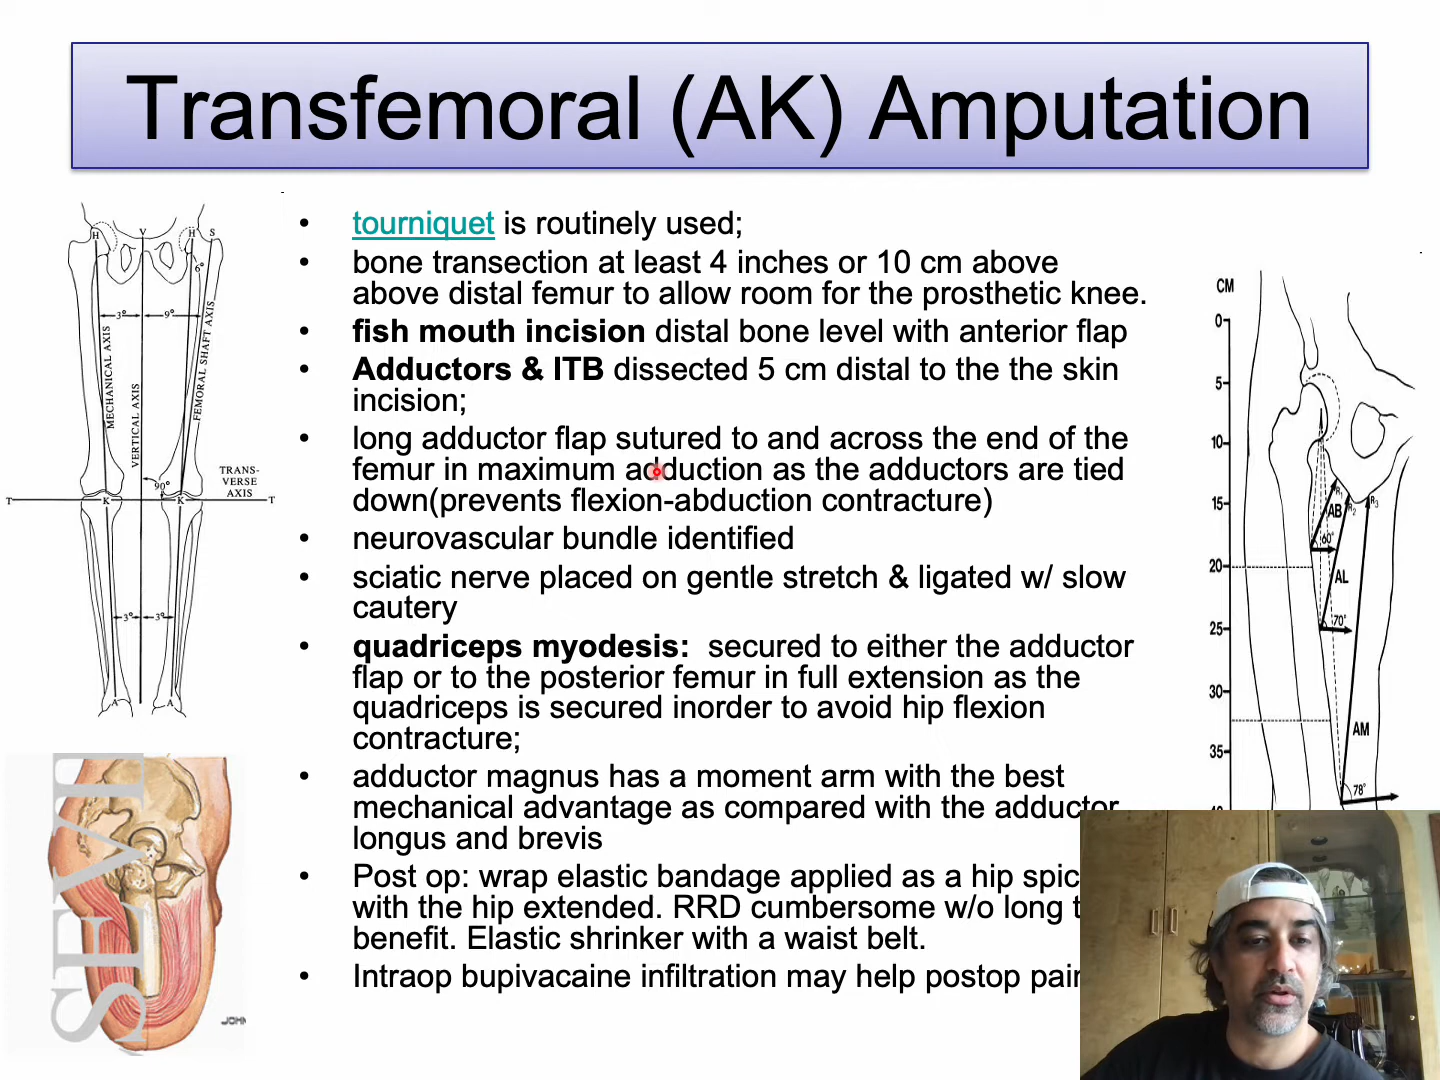 Transfemoral (AK) Amputation
• tourniquet is routinely used;
• bone transection at least 4 inches or 10 cm above
above distal femur to allow room for the prosthetic knee.
• fish mouth incision distal bone level with anterior flap
• Adductors & ITB dissected 5 cm distal to the the skin
incision;
• long adductor flap sutured to and across the end of the
femur in maximum adduction as the adductors are tied
down(prevents flexion-abduction contracture)
• neurovascular bundle identified
• sciatic nerve placed on gentle stretch & ligated w/ slow
cautery
• quadriceps myodesis: secured to either the adductor
flap or to the posterior femur in full extension as the
quadriceps is secured inorder to avoid hip flexion
contracture;
• adductor magnus has a moment arm with the best
mechanical advantage as compared with the adductor
longus and brevis
• Post op: wrap elastic bandage applied as a hip spic
with the hip extended. RRD cumbersome w/o long t
benefit. Elastic shrinker with a waist belt.
• Intraop bupivacaine infiltration may help postop pai
H V H S
6°
3° 9°
MECHANICAL AXIS
VERTICAL AXIS
FEMORAL SHAFT AXIS
TRANS-
VERSE
AXIS
90°
T K K T
3° 3°
A A
SEVI
JOHN
CM
0
5
10
15
20
25
30
35
R1
R2
R3
AB
60°
AL
70°
AM
78°